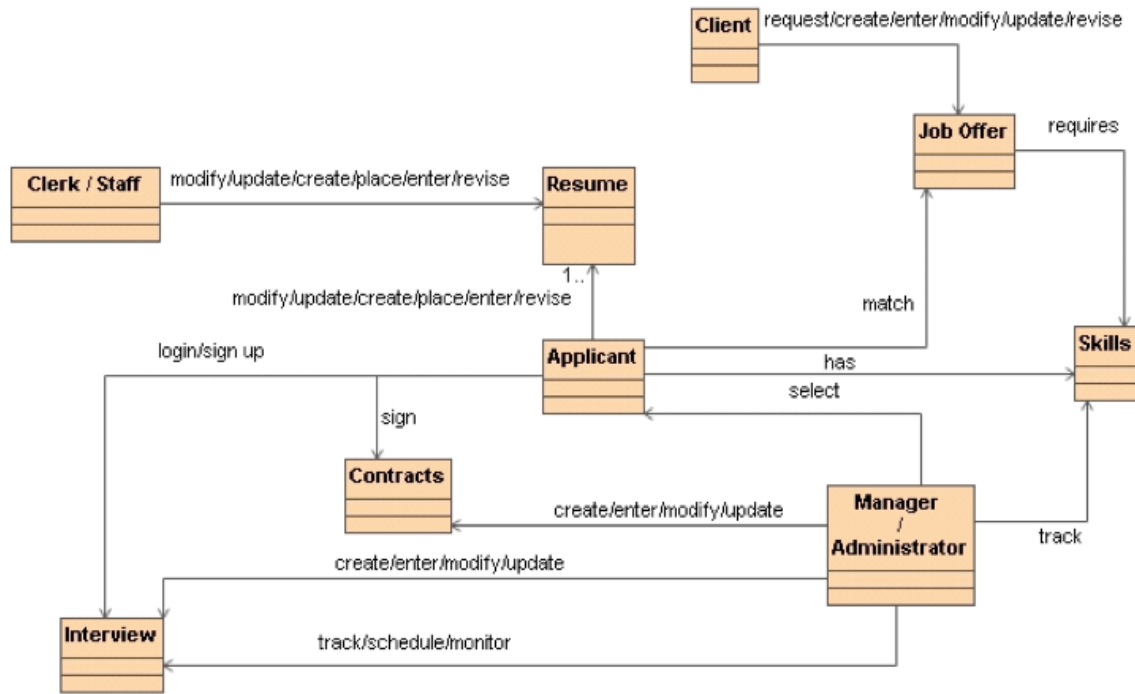 Client
request/create/enter/modify/update/revise
Job Offer
requires
Clerk / Staff
modify/update/create/place/enter/revise
Resume
1..
modify/update/create/place/enter/revise
match
login/sign up
Applicant
has
Skills
select
sign
Contracts
create/enter/modify/update
Manager
/
Administrator
track
create/enter/modify/update
Interview
track/schedule/monitor